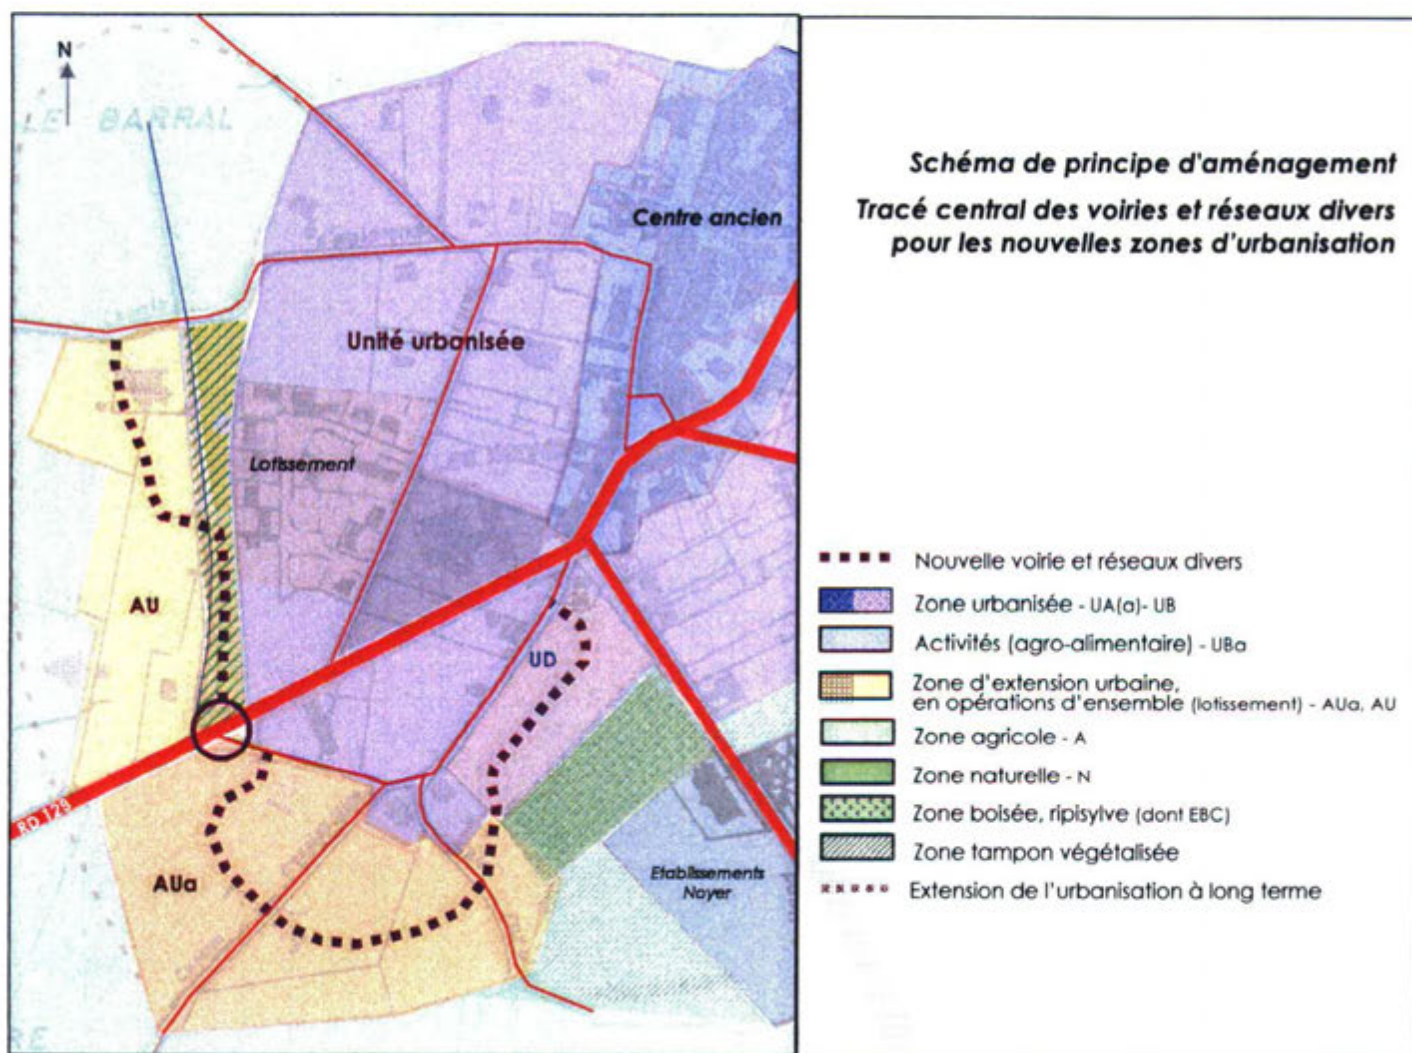 N
LE BARRAL
Centre ancien
Unité urbanisée
Lotissement
AU
UD
RD 129
AUa
Etablissements
Noyer
RE
Schéma de principe d'aménagement
Tracé central des voiries et réseaux divers
pour les nouvelles zones d'urbanisation
Nouvelle voirie et réseaux divers
Zone urbanisée - UA(a)- UB
Activités (agro-alimentaire) - UBa
Zone d'extension urbaine,
en opérations d'ensemble (lotissement) - AUa, AU
Zone agricole - A
Zone naturelle - N
Zone boisée, ripisylve (dont EBC)
Zone tampon végétalisée
Extension de l'urbanisation à long terme